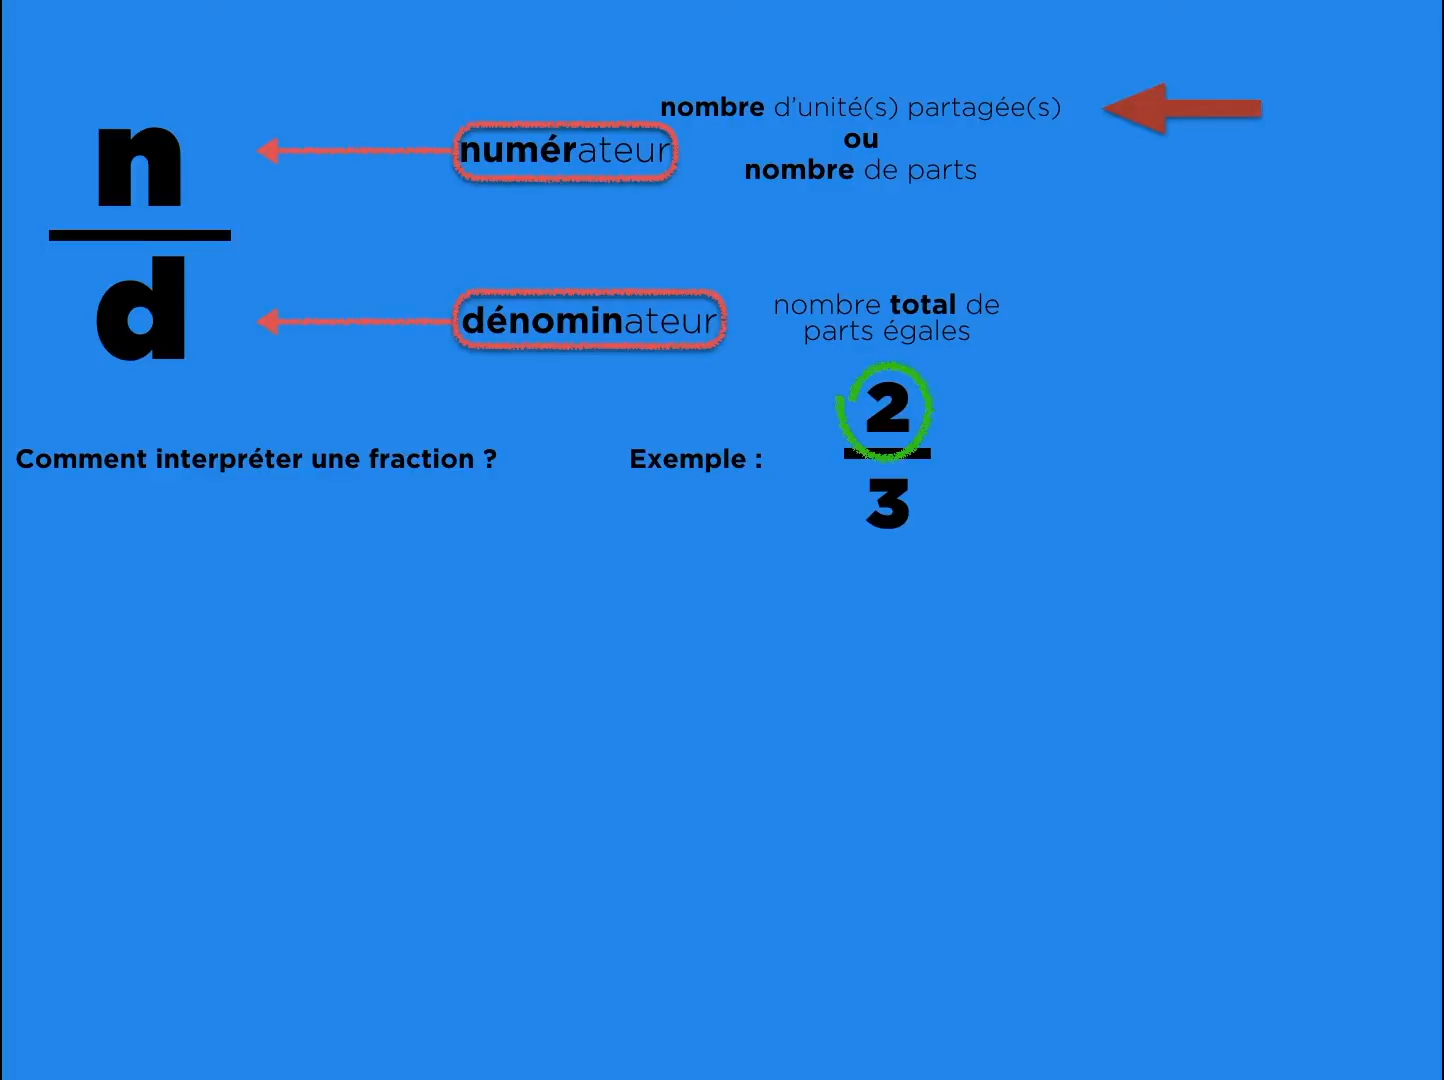 n
d
numérateur
nombre d'unité(s) partagée(s)
ou
nombre de parts
dénominateur
nombre total de
parts égales
Comment interpréter une fraction ?
Exemple :
2
3